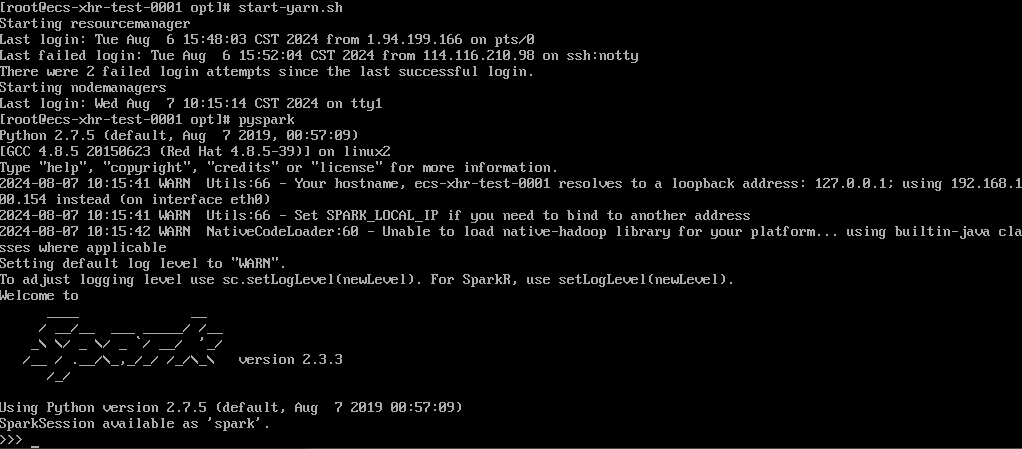 [root@ecs-xhr-test-0001 opt]# start-yarn.sh
Starting resourcemanager
Last login: Tue Aug  6 15:48:03 CST 2024 from 1.94.199.166 on pts/0
Last failed login: Tue Aug  6 15:52:04 CST 2024 from 114.116.210.98 on ssh:notty
There were 2 failed login attempts since the last successful login.
Starting nodemanagers
Last login: Wed Aug  7 10:15:14 CST 2024 on tty1
[root@ecs-xhr-test-0001 opt]# pyspark
Python 2.7.5 (default, Aug  7 2019, 00:57:09)
[GCC 4.8.5 20150623 (Red Hat 4.8.5-39)] on linux2
Type "help", "copyright", "credits" or "license" for more information.
2024-08-07 10:15:41 WARN  Utils:66 - Your hostname, ecs-xhr-test-0001 resolves to a loopback address: 127.0.0.1; using 192.168.1
00.154 instead (on interface eth0)
2024-08-07 10:15:41 WARN  Utils:66 - Set SPARK_LOCAL_IP if you need to bind to another address
2024-08-07 10:15:42 WARN  NativeCodeLoader:60 - Unable to load native-hadoop library for your platform... using builtin-java cla
sses where applicable
Setting default log level to "WARN".
To adjust logging level use sc.setLogLevel(newLevel). For SparkR, use setLogLevel(newLevel).
Welcome to
      ____              __
     / __/__  ___ _____/ /__
    _\ \/ _ \/ _ `/ __/  '_/
   /__ / .__/\_,_/_/ /_/\_\   version 2.3.3
      /_/
Using Python version 2.7.5 (default, Aug  7 2019 00:57:09)
SparkSession available as 'spark'.
>>> _